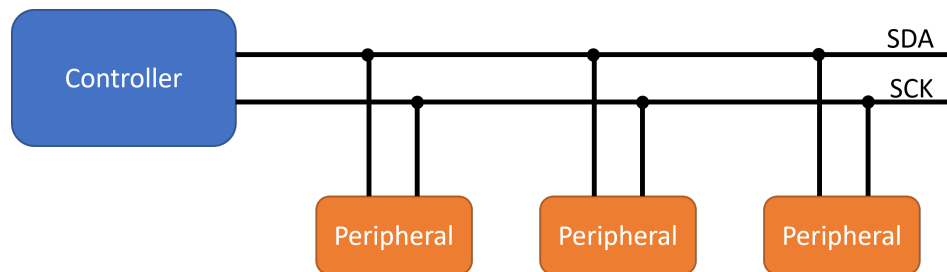 SDA
Controller
SCK
Peripheral
Peripheral
Peripheral